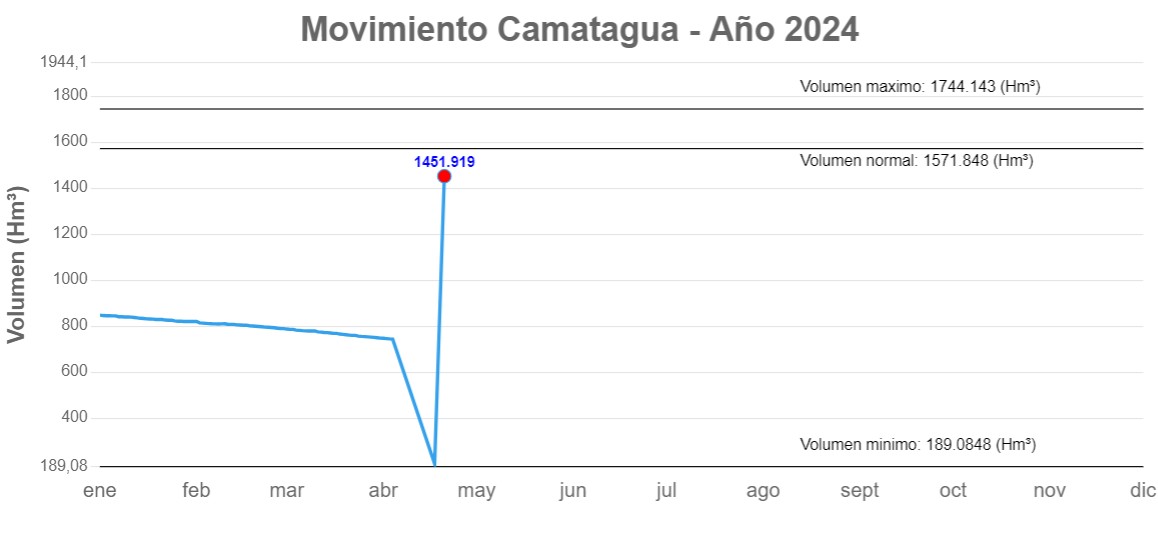 Movimiento Camatagua - Año 2024
1944,1
1800
Volumen maximo: 1744.143 (Hm³)
1600
1451.919
Volumen normal: 1571.848 (Hm³)
1400
1200
1000
800
600
400
Volumen minimo: 189.0848 (Hm³)
189,08
Volumen (Hm³)
ene feb mar abr may jun jul ago sept oct nov dic